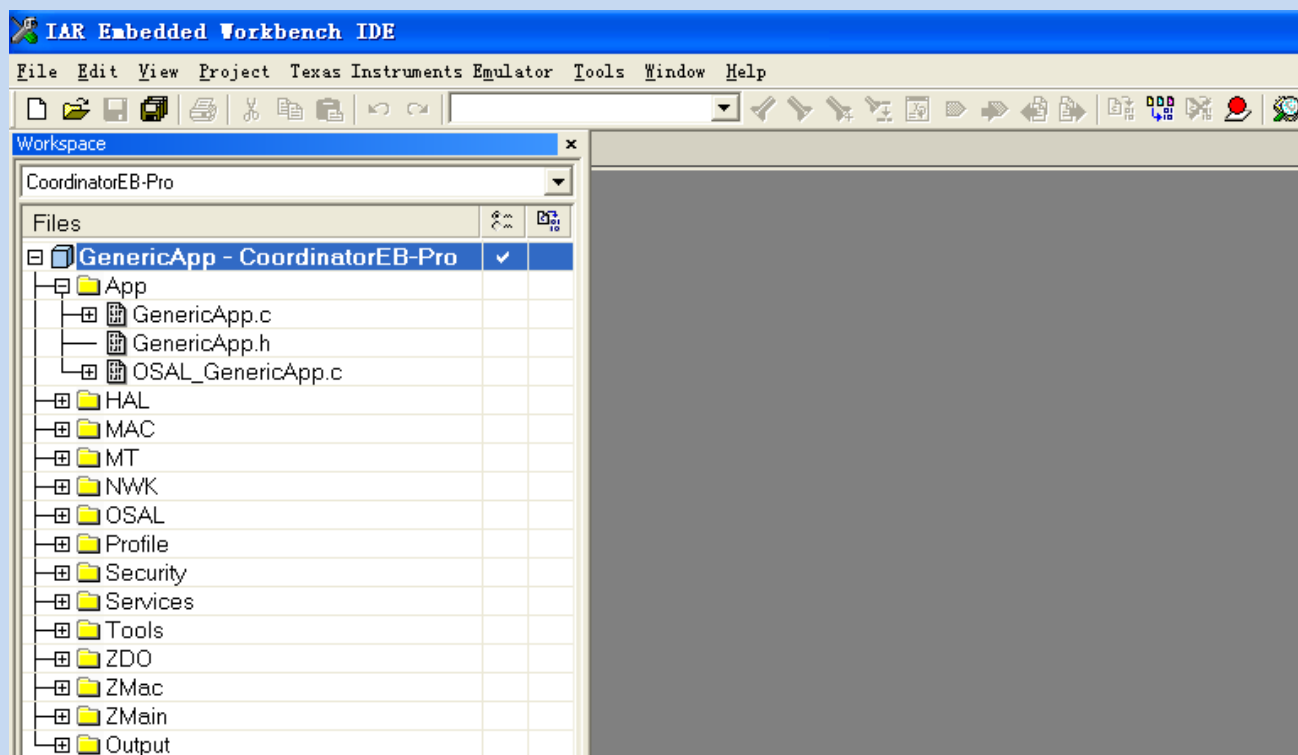 IAR Embedded Workbench IDE
File Edit View Project Texas Instruments Emulator Tools Window Help
Workspace
CoordinatorEB-Pro
Files
GenericApp - CoordinatorEB-Pro
App
GenericApp.c
GenericApp.h
OSAL_GenericApp.c
HAL
MAC
MT
NWK
OSAL
Profile
Security
Services
Tools
ZDO
ZMac
ZMain
Output